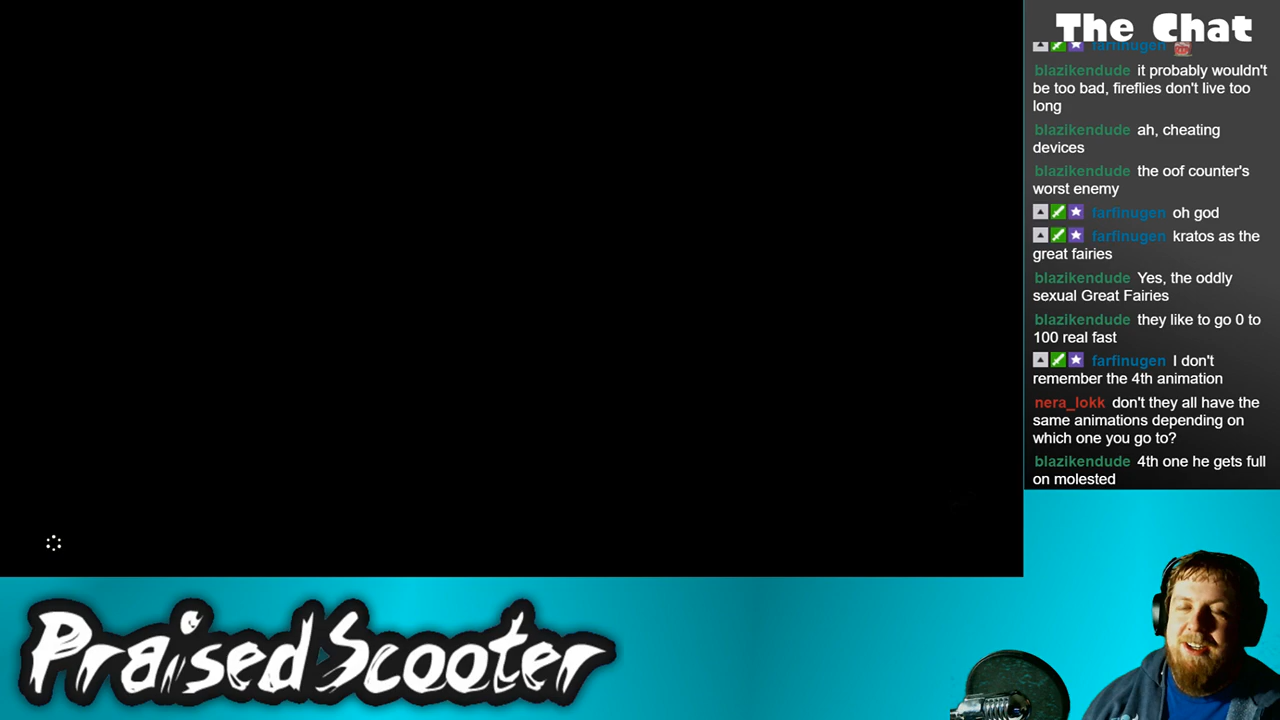 The Chat
farfinugen
blazikendude it probably wouldn't
be too bad, fireflies don't live too
long
blazikendude ah, cheating
devices
blazikendude the oof counter's
worst enemy
farfinugen oh god
farfinugen kratos as the
great fairies
blazikendude Yes, the oddly
sexual Great Fairies
blazikendude they like to go 0 to
100 real fast
farfinugen I don't
remember the 4th animation
nera_lokk don't they all have the
same animations depending on
which one you go to?
blazikendude 4th one he gets full
on molested
PraisedScooter